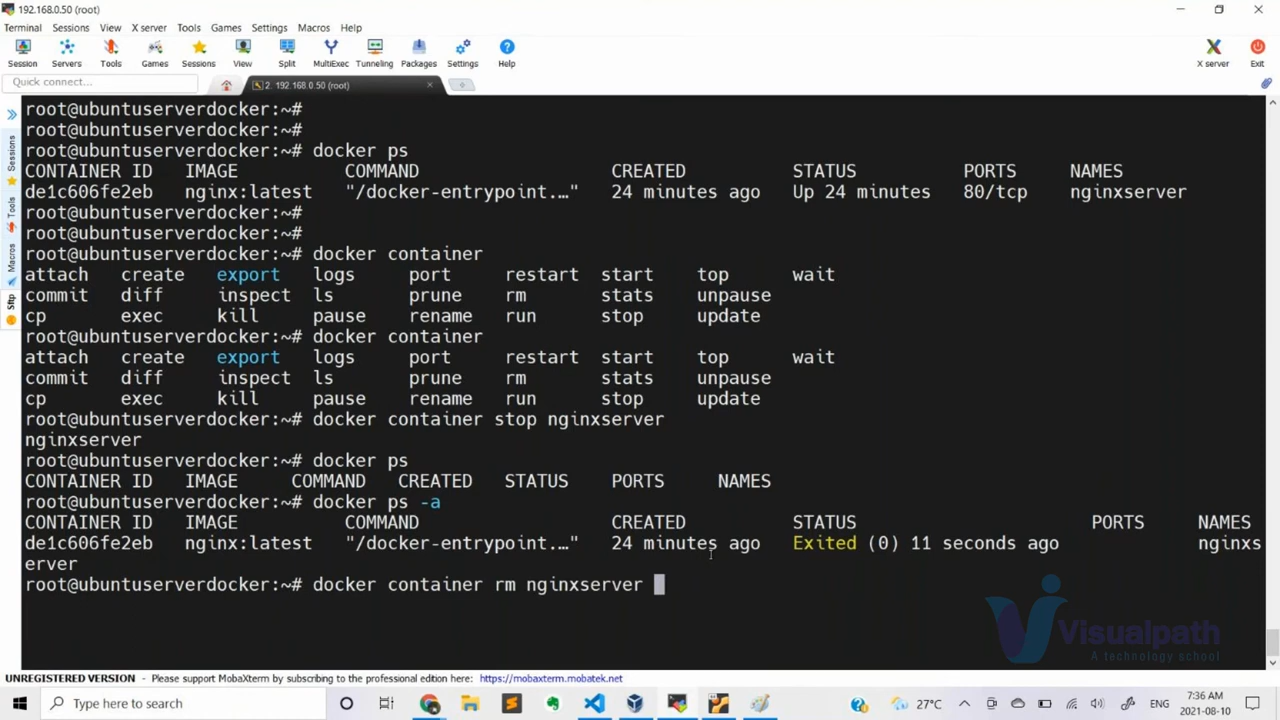 192.168.0.50 (root)
Terminal Sessions View X server Tools Games Settings Macros Help
Session Servers Tools Games Sessions View Split MultiExec Tunneling Packages Settings Help X server Exit
Quick connect... 2. 192.168.0.50 (root)
Sessions
Tools
Macros
Sftp
root@ubuntuserverdocker:~#
root@ubuntuserverdocker:~#
root@ubuntuserverdocker:~# docker ps
CONTAINER ID IMAGE COMMAND CREATED STATUS PORTS NAMES
de1c606fe2eb nginx:latest "/docker-entrypoint.…" 24 minutes ago Up 24 minutes 80/tcp nginxserver
root@ubuntuserverdocker:~#
root@ubuntuserverdocker:~#
root@ubuntuserverdocker:~# docker container
attach create export logs port restart start top wait
commit diff inspect ls prune rm stats unpause
cp exec kill pause rename run stop update
root@ubuntuserverdocker:~# docker container
attach create export logs port restart start top wait
commit diff inspect ls prune rm stats unpause
cp exec kill pause rename run stop update
root@ubuntuserverdocker:~# docker container stop nginxserver
nginxserver
root@ubuntuserverdocker:~# docker ps
CONTAINER ID IMAGE COMMAND CREATED STATUS PORTS NAMES
root@ubuntuserverdocker:~# docker ps -a
CONTAINER ID IMAGE COMMAND CREATED STATUS PORTS NAMES
de1c606fe2eb nginx:latest "/docker-entrypoint.…" 24 minutes ago Exited (0) 11 seconds ago nginxs
erver
root@ubuntuserverdocker:~# docker container rm nginxserver
Visualpath
A technology school
UNREGISTERED VERSION - Please support MobaXterm by subscribing to the professional edition here: https://mobaxterm.mobatek.net
Type here to search 27°C ENG 7:36 AM
2021-08-10